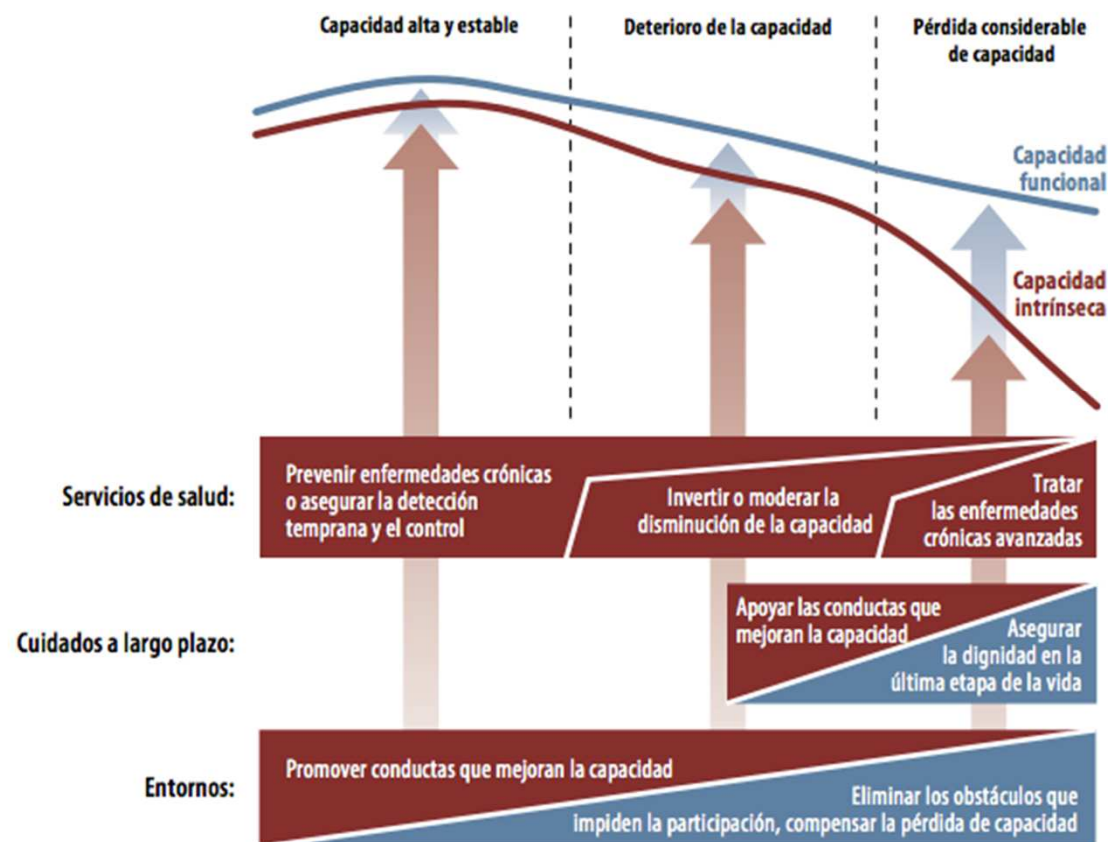 Capacidad alta y estable
Deterioro de la capacidad
Pérdida considerable
de capacidad
Capacidad
funcional
Capacidad
intrínseca
Servicios de salud:
Prevenir enfermedades crónicas
o asegurar la detección
temprana y el control
Invertir o moderar la
disminución de la capacidad
Tratar
las enfermedades
crónicas avanzadas
Cuidados a largo plazo:
Apoyar las conductas que
mejoran la capacidad
Asegurar
la dignidad en la
última etapa de la vida
Entornos:
Promover conductas que mejoran la capacidad
Eliminar los obstáculos que
impiden la participación, compensar la pérdida de capacidad